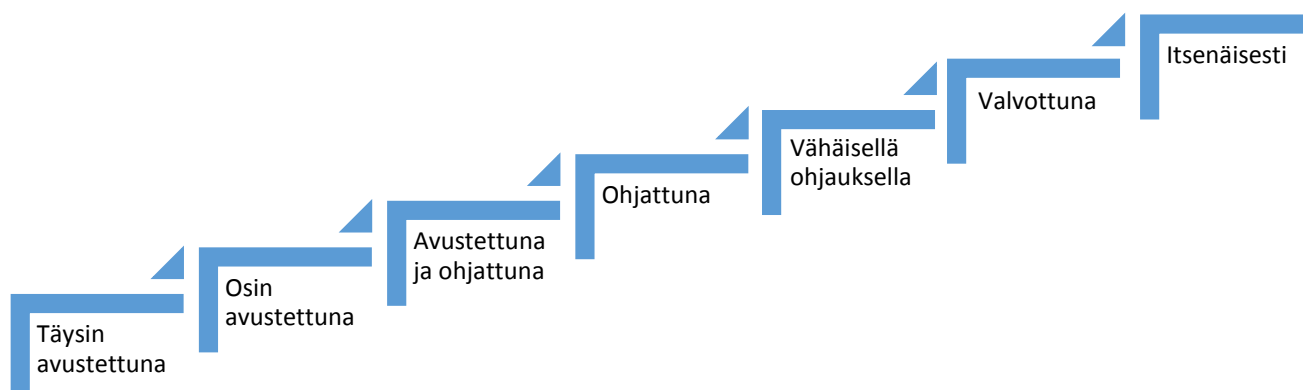 Täysin
avustettuna
Osin
avustettuna
Avustettuna
ja ohjattuna
Ohjattuna
Vähäisellä
ohjauksella
Valvottuna
Itsenäisesti